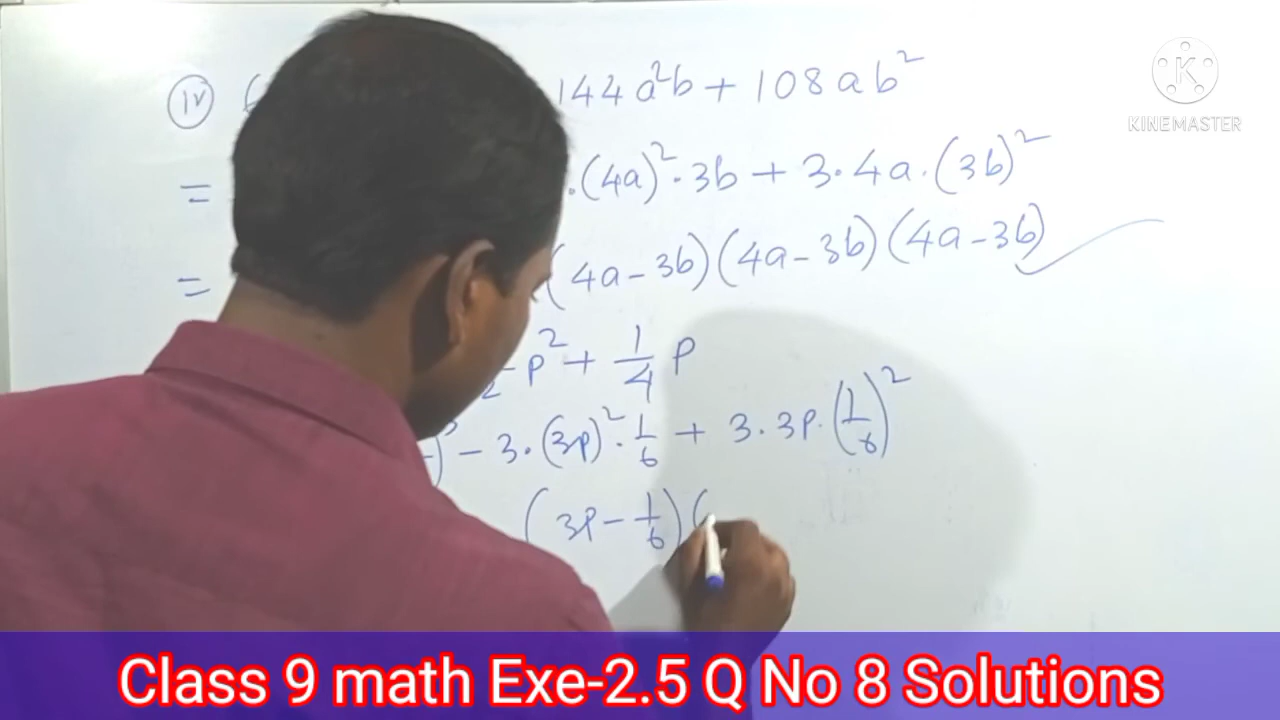 iv 144a²b + 108ab²
= .(4a)².3b + 3.4a.(3b)²
= (4a-3b)(4a-3b)(4a-3b)
p² + 1/4 p
- 3.(3p)².1/6 + 3.3p.(1/6)²
(3p - 1/6)(
KINEMASTER
Class 9 math Exe-2.5 Q No 8 Solutions